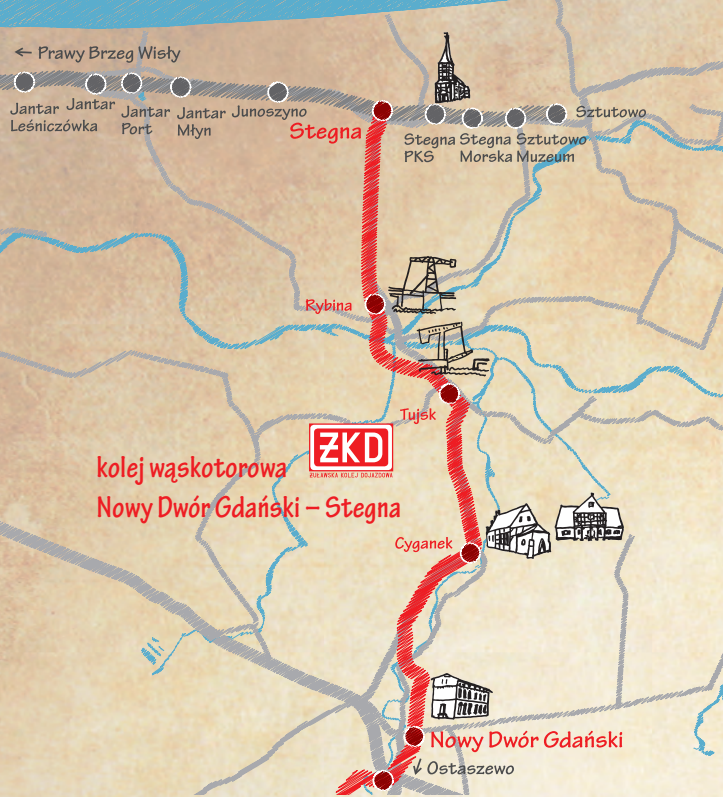 ← Prawy Brzeg Wisły
Jantar
Leśniczówka
Jantar
Jantar
Port
Jantar
Młyn
Junoszyno
Stegna
Stegna
PKS
Stegna
Morska
Sztutowo
Muzeum
Sztutowo
Rybina
Tujsk
ŻKD
ŻUŁAWSKA KOLEJ DOJAZDOWA
kolej wąskotorowa
Nowy Dwór Gdański – Stegna
Cyganek
Nowy Dwór Gdański
↓ Ostaszewo